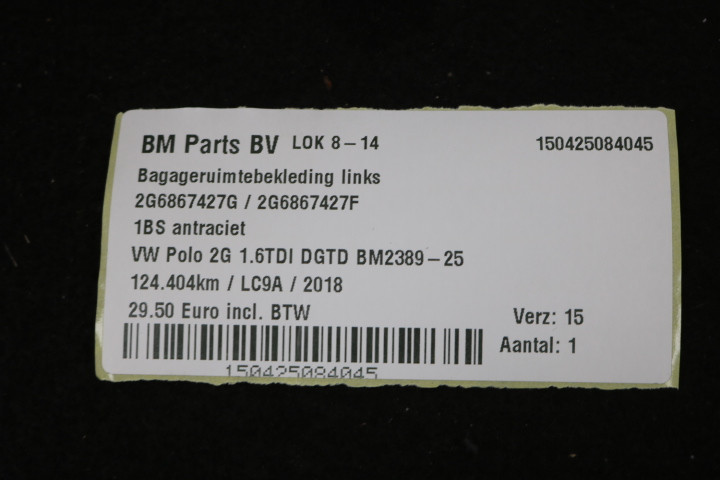 BM Parts BV LOK 8-14 150425084045
Bagageruimtebekleding links
2G6867427G / 2G6867427F
1BS antraciet
VW Polo 2G 1.6TDI DGTD BM2389-25
124.404km / LC9A / 2018
29.50 Euro incl. BTW Verz: 15
Aantal: 1
150425084045